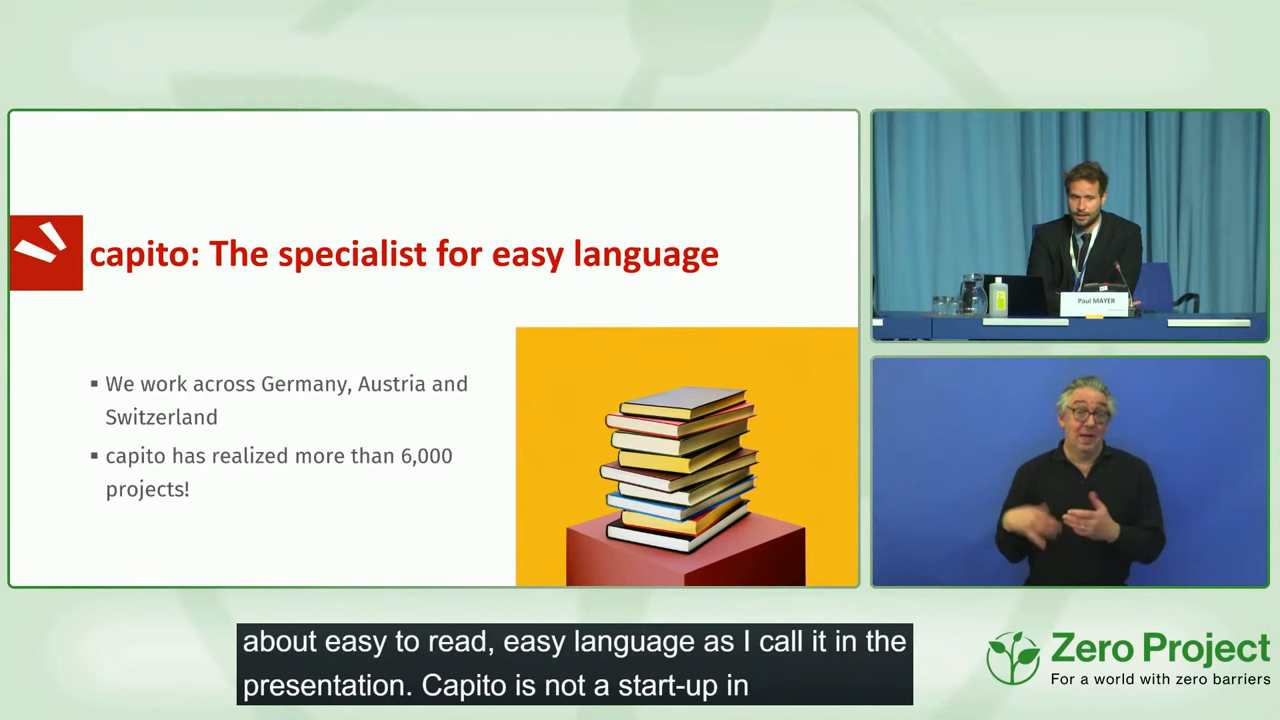 capito: The specialist for easy language
▪ We work across Germany, Austria and
Switzerland
▪ capito has realized more than 6,000
projects!
Paul MAYER
about easy to read, easy language as I call it in the
presentation. Capito is not a start-up in
Zero Project
For a world with zero barriers